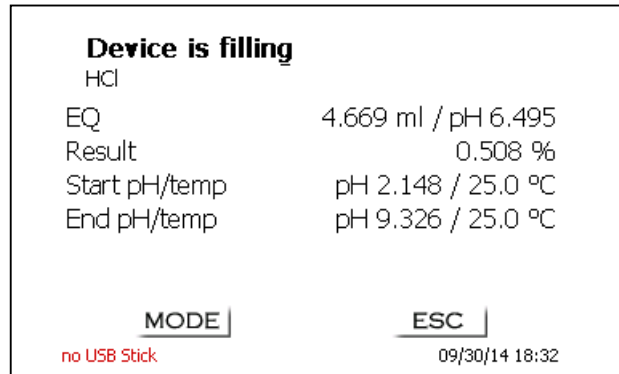 Device is filling
HCl
EQ 4.669 ml / pH 6.495
Result 0.508 %
Start pH/temp pH 2.148 / 25.0 ºC
End pH/temp pH 9.326 / 25.0 ºC
MODE ESC
no USB Stick 09/30/14 18:32